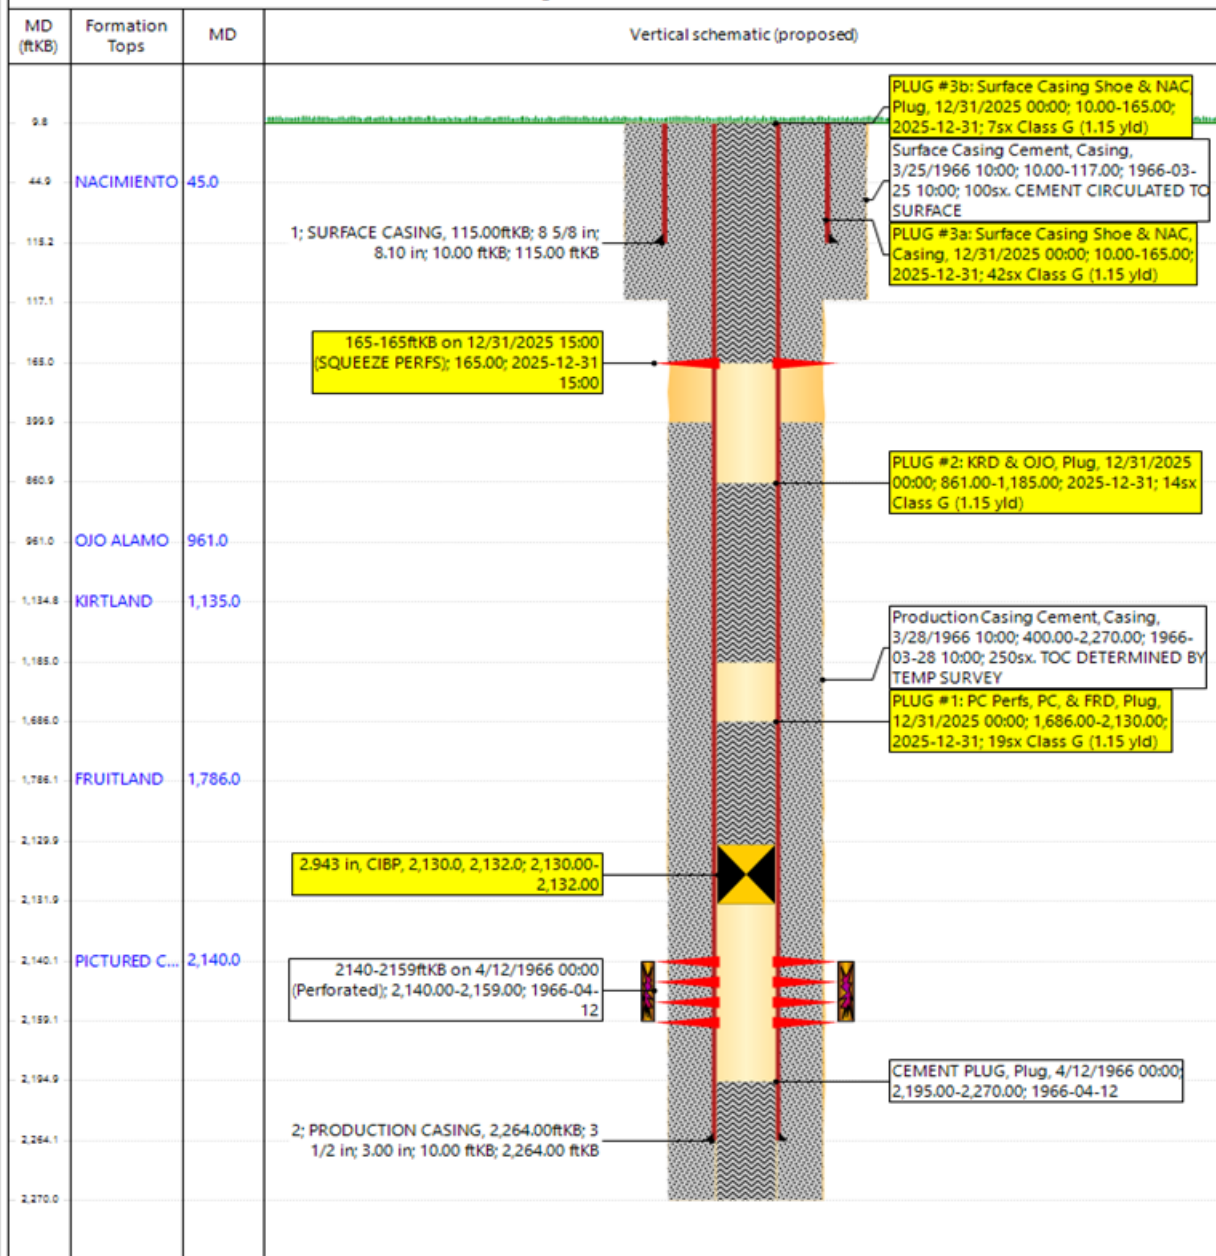 MD (ftKB)
Formation Tops
MD
Vertical schematic (proposed)
PLUG #3b: Surface Casing Shoe & NAC,
Plug, 12/31/2025 00:00; 10.00-165.00;
2025-12-31; 7sx Class G (1.15 yld)
9.8
Surface Casing Cement, Casing,
3/25/1966 10:00; 10.00-117.00; 1966-03-
25 10:00; 100sx. CEMENT CIRCULATED TO
SURFACE
44.9
NACIMIENTO
45.0
PLUG #3a: Surface Casing Shoe & NAC,
Casing, 12/31/2025 00:00; 10.00-165.00;
2025-12-31; 42sx Class G (1.15 yld)
1; SURFACE CASING, 115.00ftKB; 8 5/8 in;
8.10 in; 10.00 ftKB; 115.00 ftKB
115.2
117.1
165-165ftKB on 12/31/2025 15:00
(SQUEEZE PERFS); 165.00; 2025-12-31
15:00
165.0
399.9
PLUG #2: KRD & OJO, Plug, 12/31/2025
00:00; 861.00-1,185.00; 2025-12-31; 14sx
Class G (1.15 yld)
860.9
961.0
OJO ALAMO
961.0
1,134.8
KIRTLAND
1,135.0
Production Casing Cement, Casing,
3/28/1966 10:00; 400.00-2,270.00; 1966-
03-28 10:00; 250sx. TOC DETERMINED BY
TEMP SURVEY
1,185.0
PLUG #1: PC Perfs, PC, & FRD, Plug,
12/31/2025 00:00; 1,686.00-2,130.00;
2025-12-31; 19sx Class G (1.15 yld)
1,686.0
1,786.1
FRUITLAND
1,786.0
2,129.9
2.943 in, CIBP, 2,130.0, 2,132.0; 2,130.00-
2,132.00
2,131.9
2,140.1
PICTURED C...
2,140.0
2140-2159ftKB on 4/12/1966 00:00
(Perforated); 2,140.00-2,159.00; 1966-04-
12
2,159.1
2,194.9
CEMENT PLUG, Plug, 4/12/1966 00:00;
2,195.00-2,270.00; 1966-04-12
2; PRODUCTION CASING, 2,264.00ftKB; 3
1/2 in; 3.00 in; 10.00 ftKB; 2,264.00 ftKB
2,264.1
2,270.0